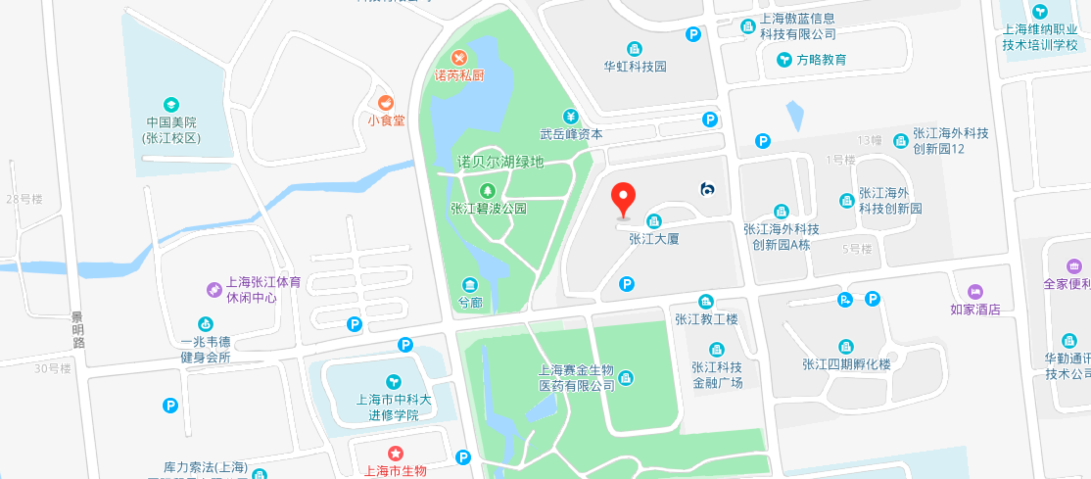 上海傲蓝信息
科技有限公司
上海维纳职业
技术培训学校
华虹科技园
方略教育
诺芮私厨
小食堂
中国美院
(张江校区)
武岳峰资本
13幢
张江海外科技
创新园12
1号楼
诺贝尔湖绿地
张江碧波公园
28号楼
张江海外
科技创新园
张江大厦
张江海外科技
创新园A栋
5号楼
上海张江体育
休闲中心
兮廊
全家便利
如家酒店
景明路
张江教工楼
一兆韦德
健身会所
30号楼
张江科技
金融广场
张江四期孵化楼
华勤通讯
技术公司
上海赛金生物
医药有限公司
上海市中科大
进修学院
上海市生物
库力索法(上海)